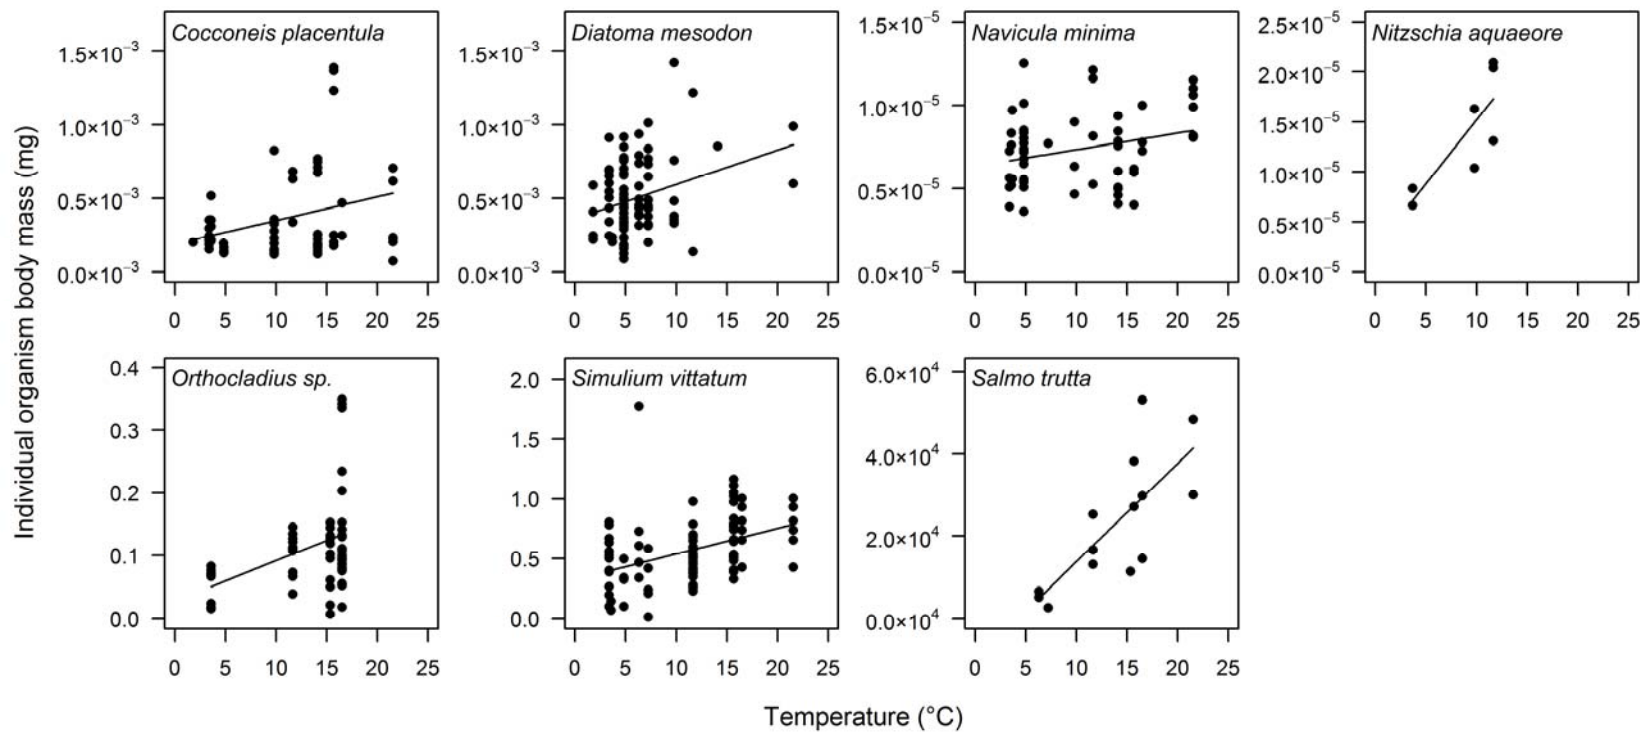 Individual organism body mass (mg)
Cocconeis placentula
1.5×10⁻³
1.0×10⁻³
0.5×10⁻³
0.0×10⁻³
0 5 10 15 20 25
Diatoma mesodon
1.5×10⁻³
1.0×10⁻³
0.5×10⁻³
0.0×10⁻³
0 5 10 15 20 25
Navicula minima
1.5×10⁻⁵
1.0×10⁻⁵
0.5×10⁻⁵
0.0×10⁻⁵
0 5 10 15 20 25
Nitzschia aquaeore
2.5×10⁻⁵
2.0×10⁻⁵
1.5×10⁻⁵
1.0×10⁻⁵
0.5×10⁻⁵
0.0×10⁻⁵
0 5 10 15 20 25
Orthocladius sp.
0.4
0.3
0.2
0.1
0.0
0 5 10 15 20 25
Simulium vittatum
2.0
1.5
1.0
0.5
0.0
0 5 10 15 20 25
Salmo trutta
6.0×10⁴
4.0×10⁴
2.0×10⁴
0.0×10⁴
0 5 10 15 20 25
Temperature (°C)